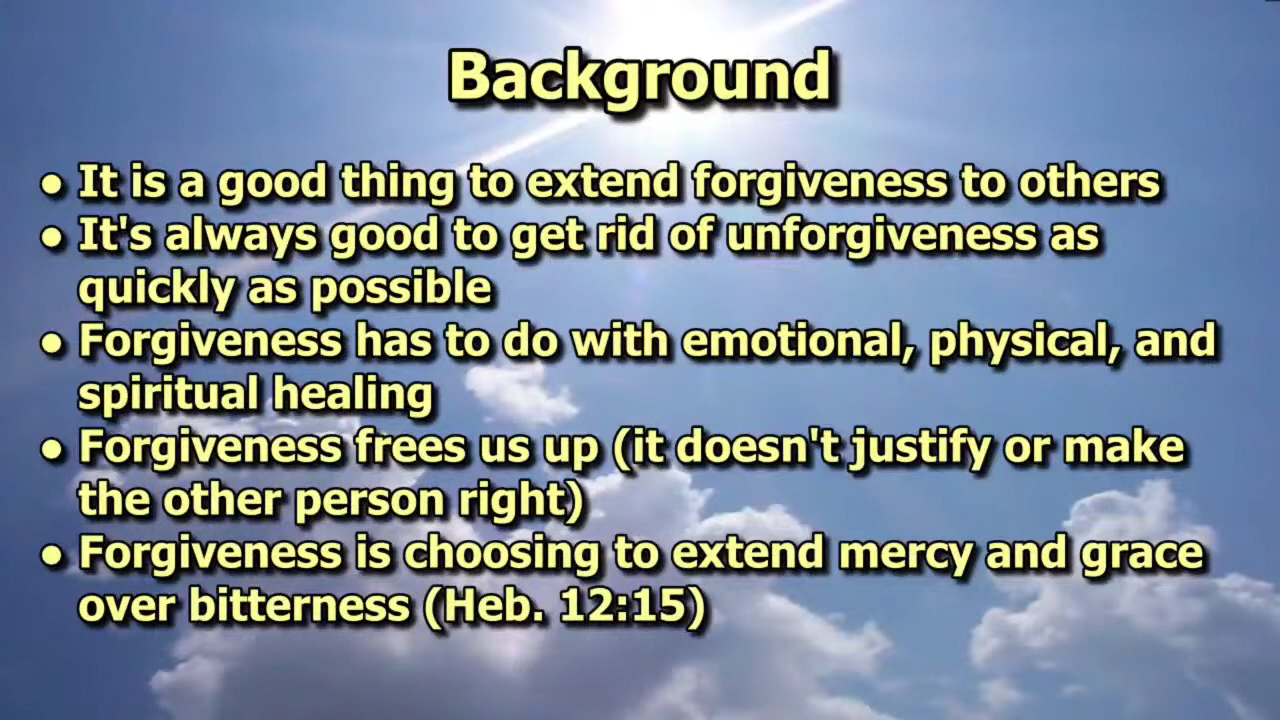 Background
● It is a good thing to extend forgiveness to others
● It's always good to get rid of unforgiveness as
quickly as possible
● Forgiveness has to do with emotional, physical, and
spiritual healing
● Forgiveness frees us up (it doesn't justify or make
the other person right)
● Forgiveness is choosing to extend mercy and grace
over bitterness (Heb. 12:15)